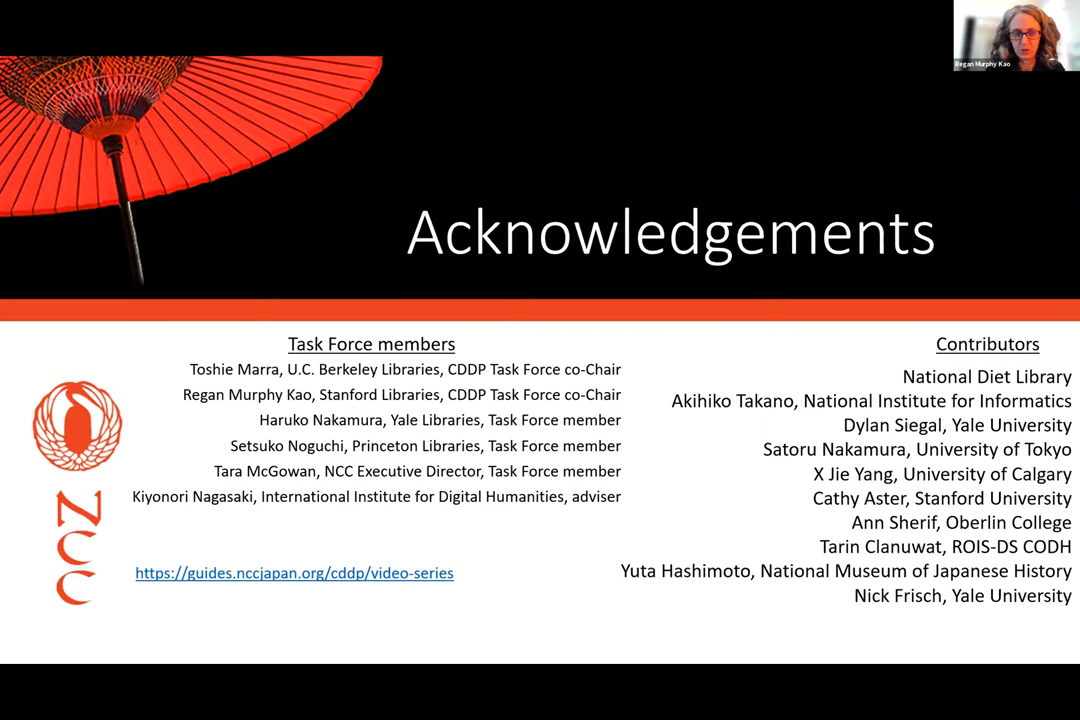 Regan Murphy Kao
Acknowledgements
Task Force members
Toshie Marra, U.C. Berkeley Libraries, CDDP Task Force co-Chair
Regan Murphy Kao, Stanford Libraries, CDDP Task Force co-Chair
Haruko Nakamura, Yale Libraries, Task Force member
Setsuko Noguchi, Princeton Libraries, Task Force member
Tara McGowan, NCC Executive Director, Task Force member
Kiyonori Nagasaki, International Institute for Digital Humanities, adviser
NCC
https://guides.nccjapan.org/cddp/video-series
Contributors
National Diet Library
Akihiko Takano, National Institute for Informatics
Dylan Siegal, Yale University
Satoru Nakamura, University of Tokyo
X Jie Yang, University of Calgary
Cathy Aster, Stanford University
Ann Sherif, Oberlin College
Tarin Clanuwat, ROIS-DS CODH
Yuta Hashimoto, National Museum of Japanese History
Nick Frisch, Yale University